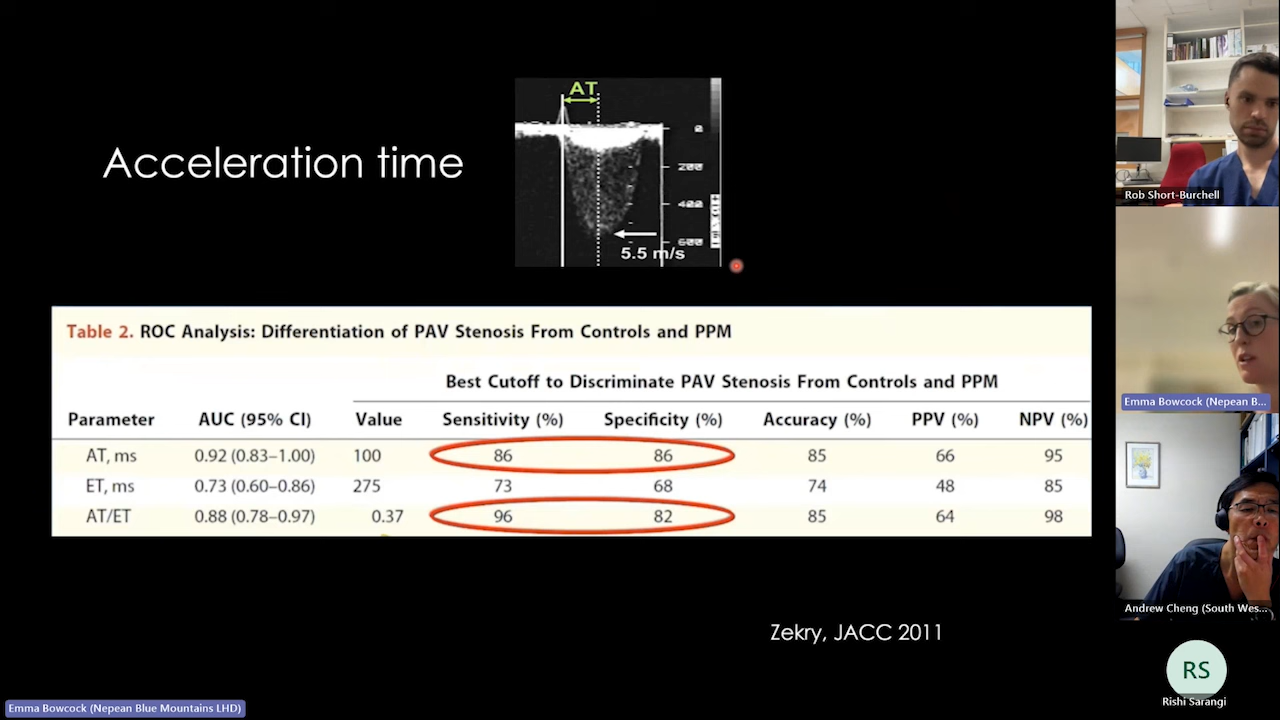 Acceleration time
AT
0
200
400
600
5.5 m/s
Table 2. ROC Analysis: Differentiation of PAV Stenosis From Controls and PPM
Best Cutoff to Discriminate PAV Stenosis From Controls and PPM
Parameter AUC (95% CI) Value Sensitivity (%) Specificity (%) Accuracy (%) PPV (%) NPV (%)
AT, ms 0.92 (0.83–1.00) 100 86 86 85 66 95
ET, ms 0.73 (0.60–0.86) 275 73 68 74 48 85
AT/ET 0.88 (0.78–0.97) 0.37 96 82 85 64 98
Zekry, JACC 2011
Emma Bowcock (Nepean Blue Mountains LHD)
Rob Short-Burchell
Emma Bowcock (Nepean B...
Andrew Cheng (South Wes...
RS
Rishi Sarangi